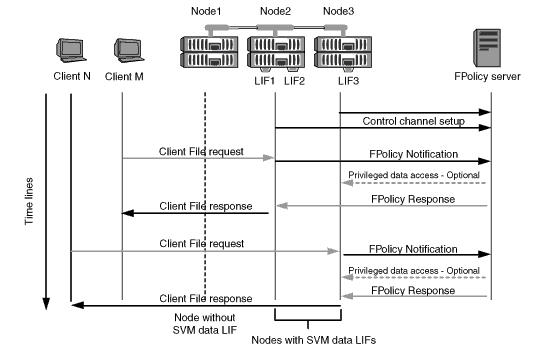 Node1 Node2 Node3
Client N Client M LIF1 LIF2 LIF3 FPolicy server
Control channel setup
Client File request FPolicy Notification
Privileged data access - Optional
FPolicy Response
Client File response
Client File request FPolicy Notification
Privileged data access - Optional
FPolicy Response
Client File response
Time lines
Node without
SVM data LIF
Nodes with SVM data LIFs